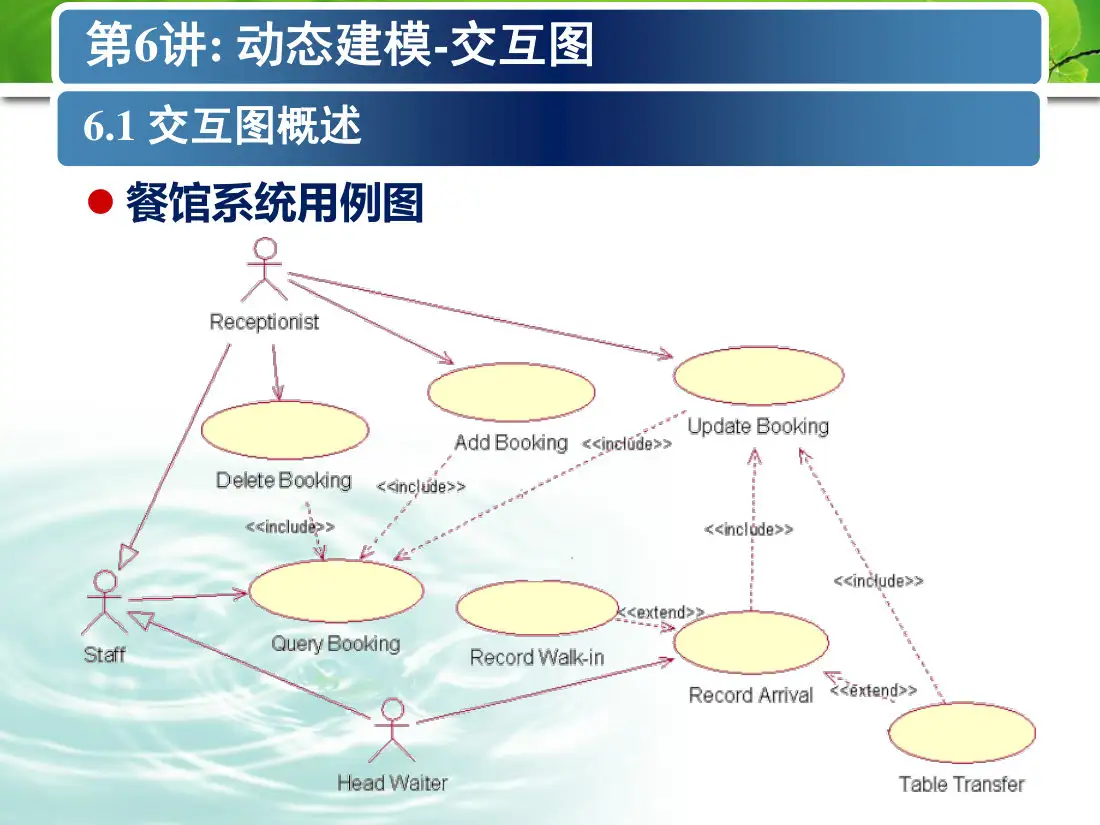 第6讲: 动态建模-交互图
6.1 交互图概述
餐馆系统用例图
Receptionist
Update Booking
Add Booking
<<include>>
Delete Booking
<<include>>
<<include>>
<<include>>
<<include>>
<<extend>>
Query Booking
Record Walk-in
Staff
Record Arrival
<<extend>>
Head Waiter
Table Transfer